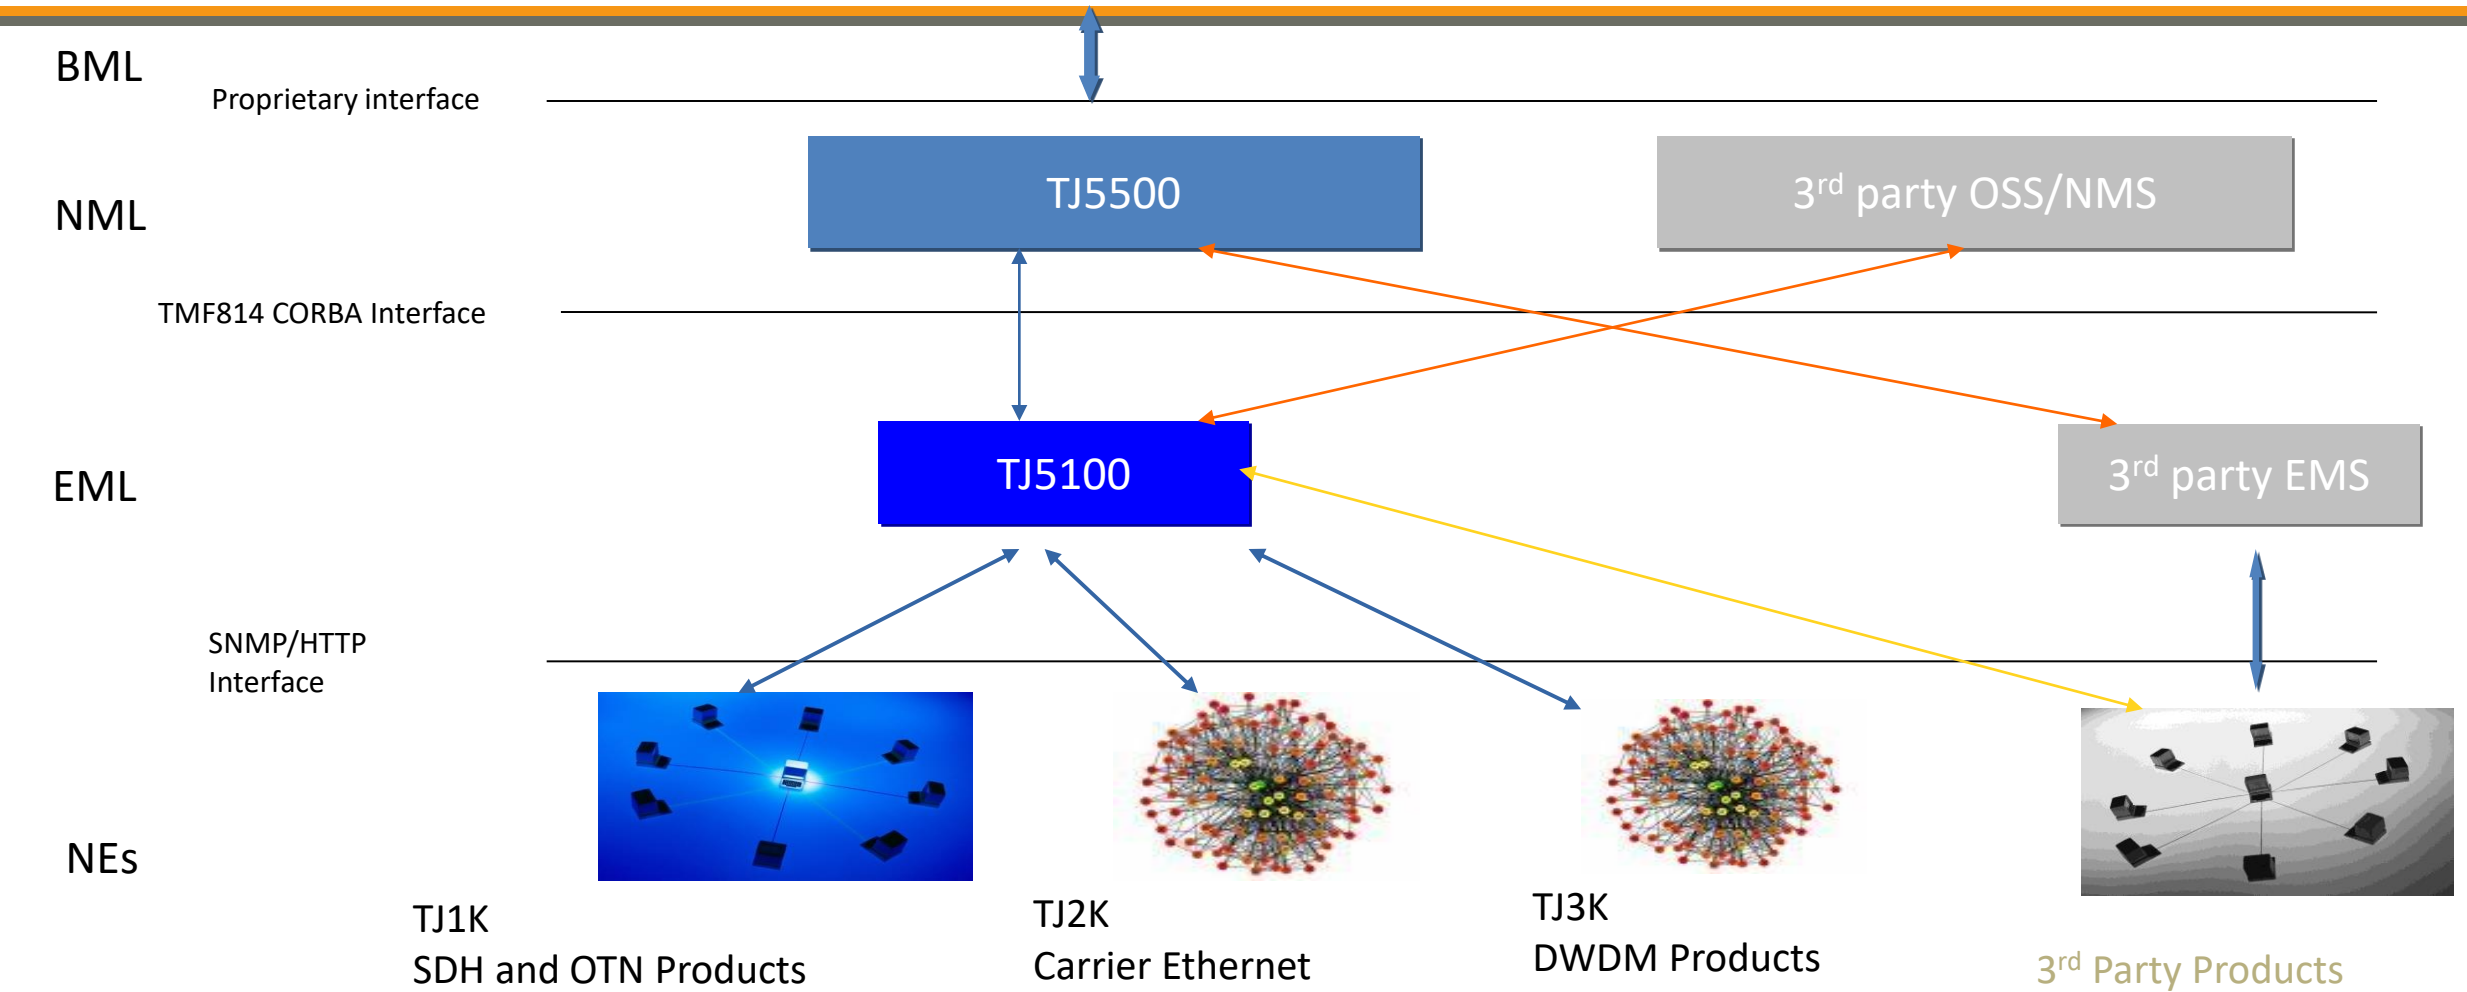 BML
Proprietary interface
TJ5500
3rd party OSS/NMS
NML
TMF814 CORBA Interface
TJ5100
3rd party EMS
EML
SNMP/HTTP
Interface
NEs
TJ1K
SDH and OTN Products
TJ2K
Carrier Ethernet
TJ3K
DWDM Products
3rd Party Products